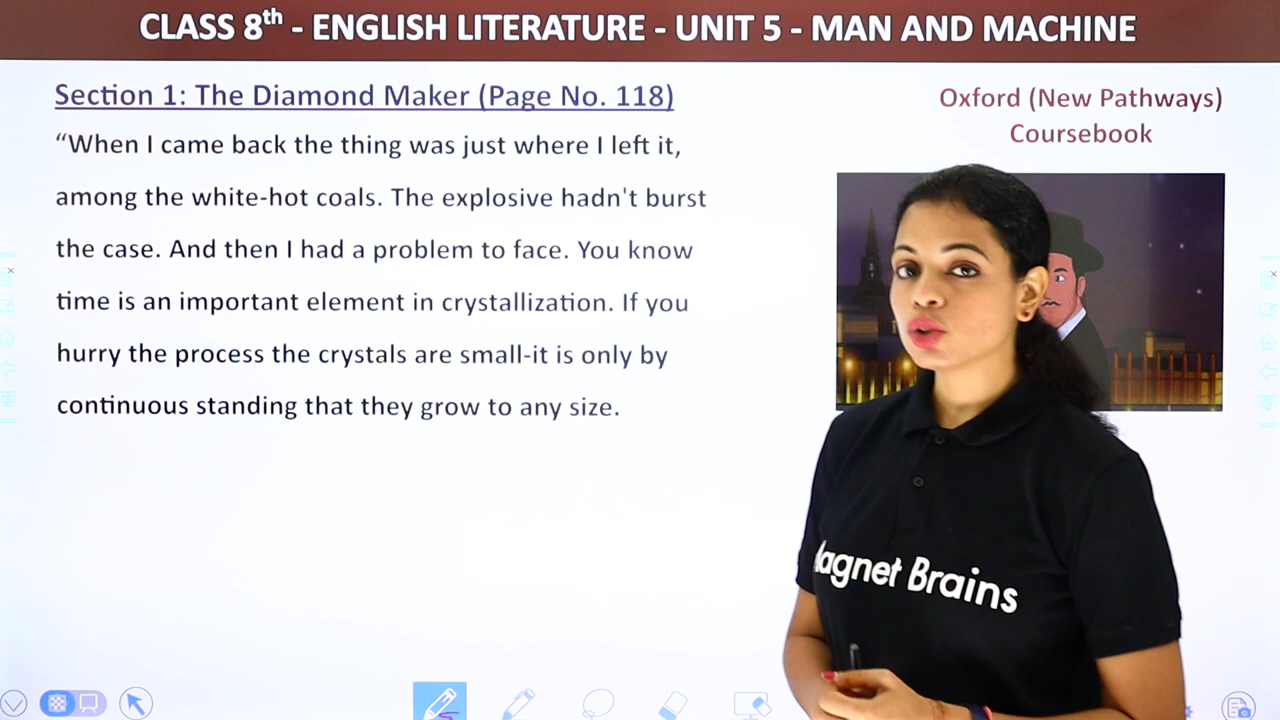 CLASS 8th - ENGLISH LITERATURE - UNIT 5 - MAN AND MACHINE
Section 1: The Diamond Maker (Page No. 118)
Oxford (New Pathways)
Coursebook
“When I came back the thing was just where I left it,
among the white-hot coals. The explosive hadn't burst
the case. And then I had a problem to face. You know
time is an important element in crystallization. If you
hurry the process the crystals are small-it is only by
continuous standing that they grow to any size.
agnet Brains